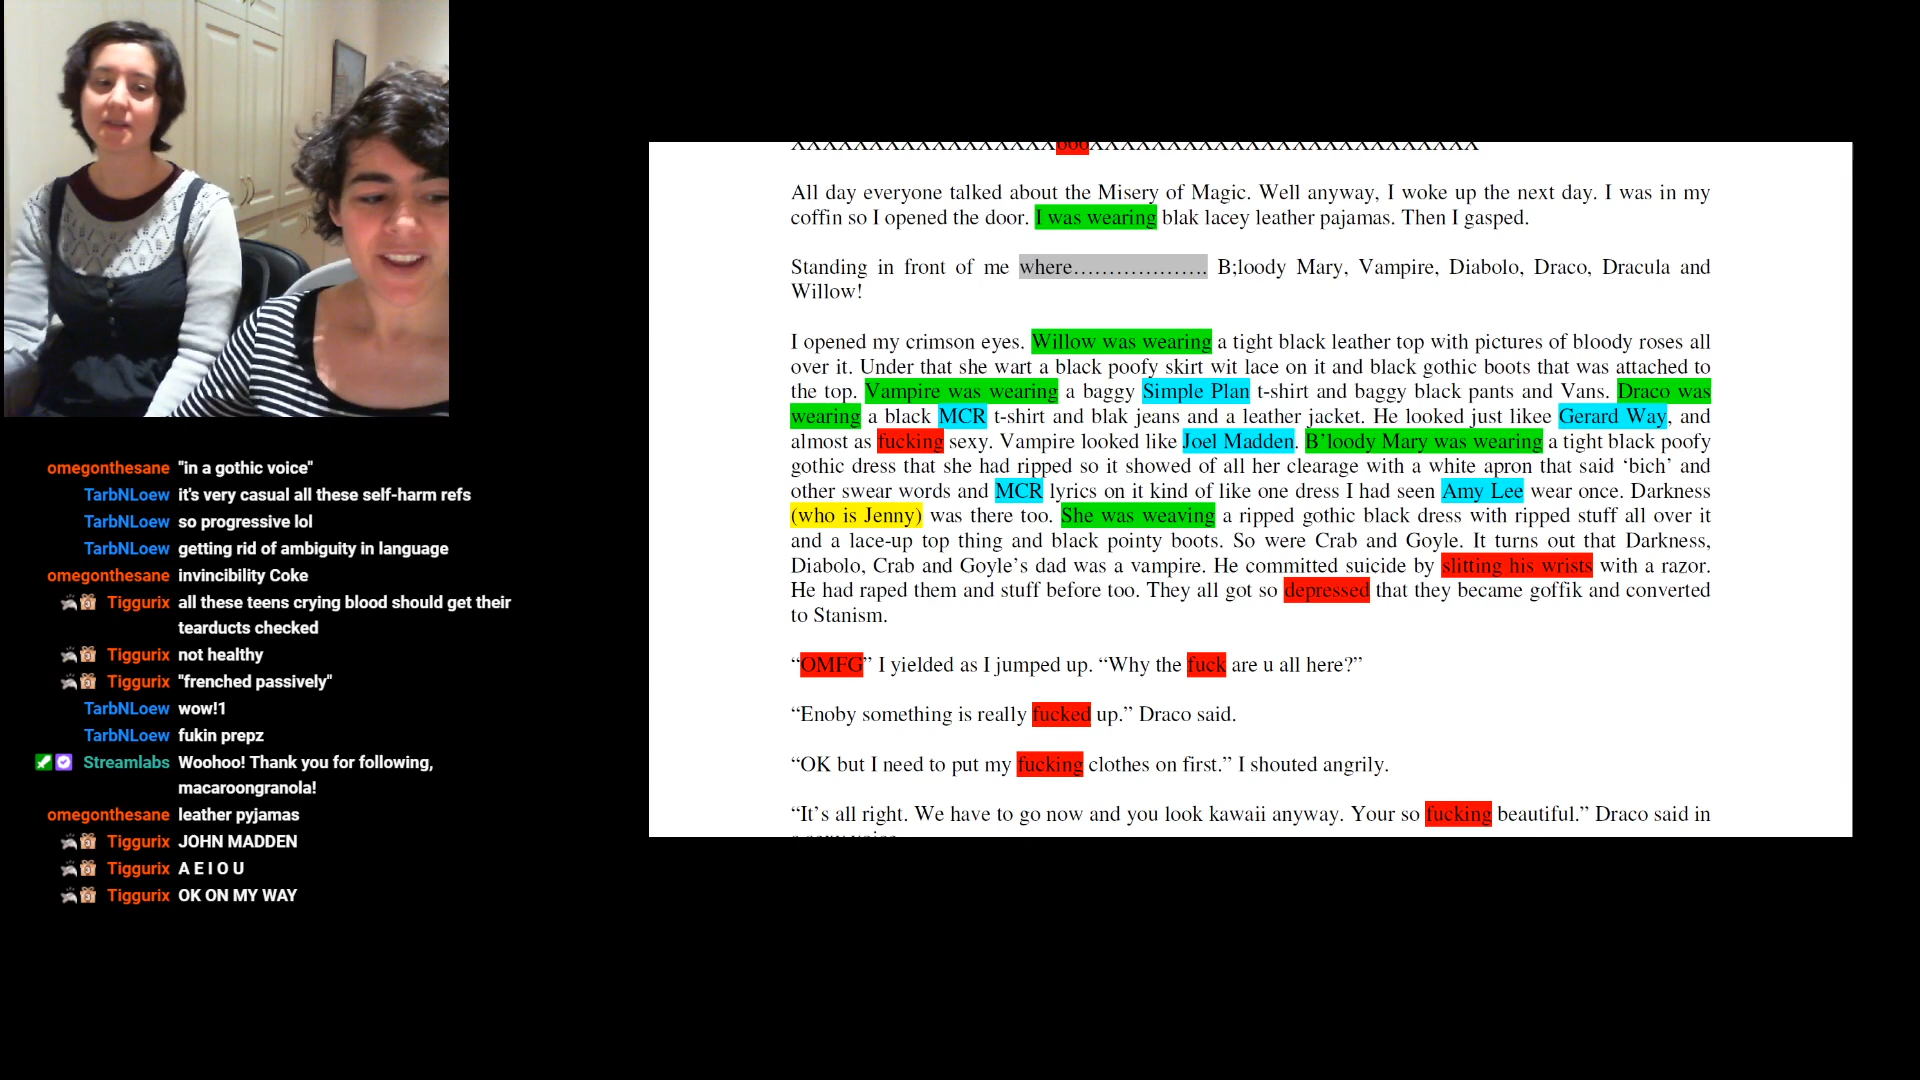 omegonthesane "in a gothic voice"
TarbNLoew it's very casual all these self-harm refs
TarbNLoew so progressive lol
TarbNLoew getting rid of ambiguity in language
omegonthesane invincibility Coke
Tiggurix all these teens crying blood should get their
tearducts checked
Tiggurix not healthy
Tiggurix "frenched passively"
TarbNLoew wow!1
TarbNLoew fukin prepz
Streamlabs Woohoo! Thank you for following,
macaroongranola!
omegonthesane leather pyjamas
Tiggurix JOHN MADDEN
Tiggurix A E I O U
Tiggurix OK ON MY WAY
All day everyone talked about the Misery of Magic. Well anyway, I woke up the next day. I was in my
coffin so I opened the door. I was wearing blak lacey leather pajamas. Then I gasped.
Standing in front of me where………………. B;loody Mary, Vampire, Diabolo, Draco, Dracula and
Willow!
I opened my crimson eyes. Willow was wearing a tight black leather top with pictures of bloody roses all
over it. Under that she wart a black poofy skirt wit lace on it and black gothic boots that was attached to
the top. Vampire was wearing a baggy Simple Plan t-shirt and baggy black pants and Vans. Draco was
wearing a black MCR t-shirt and blak jeans and a leather jacket. He looked just likee Gerard Way, and
almost as fucking sexy. Vampire looked like Joel Madden. B’loody Mary was wearing a tight black poofy
gothic dress that she had ripped so it showed of all her clearage with a white apron that said ‘bich’ and
other swear words and MCR lyrics on it kind of like one dress I had seen Amy Lee wear once. Darkness
(who is Jenny) was there too. She was weaving a ripped gothic black dress with ripped stuff all over it
and a lace-up top thing and black pointy boots. So were Crab and Goyle. It turns out that Darkness,
Diabolo, Crab and Goyle’s dad was a vampire. He committed suicide by slitting his wrists with a razor.
He had raped them and stuff before too. They all got so depressed that they became goffik and converted
to Stanism.
“OMFG” I yielded as I jumped up. “Why the fuck are u all here?”
“Enoby something is really fucked up.” Draco said.
“OK but I need to put my fucking clothes on first.” I shouted angrily.
“It’s all right. We have to go now and you look kawaii anyway. Your so fucking beautiful.” Draco said in